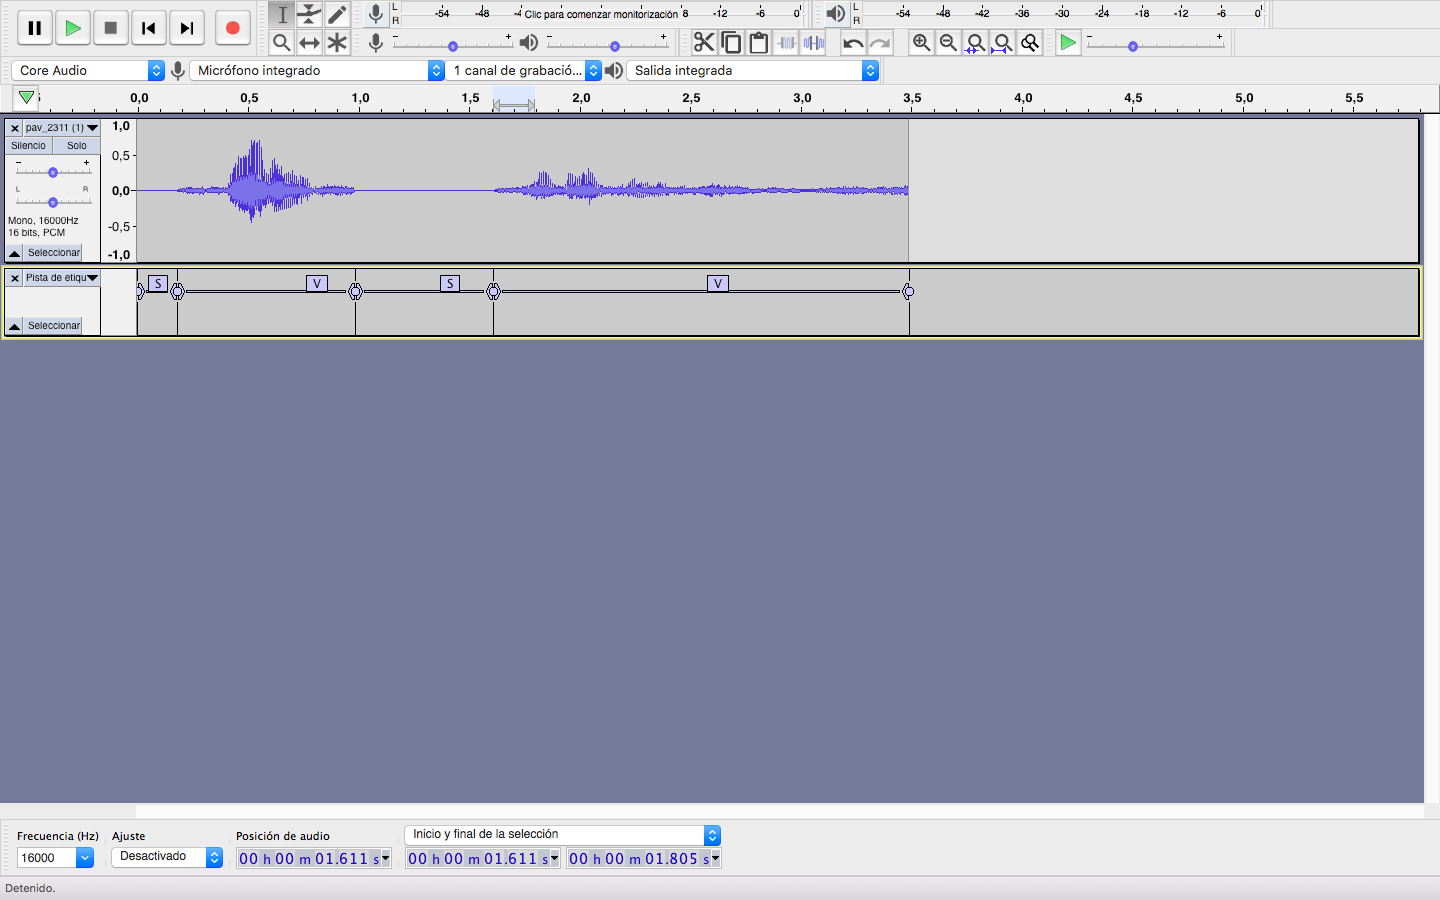 L
R
-54 -48 -4 Clic para comenzar monitorización 8 -12 -6 0
L
R
-54 -48 -42 -36 -30 -24 -18 -12 -6 0
- + - + - +
Core Audio Micrófono integrado 1 canal de grabació... Salida integrada
0,0 0,5 1,0 1,5 2,0 2,5 3,0 3,5 4,0 4,5 5,0 5,5
pav_2311 (1)
Silencio Solo
- +
L R
Mono, 16000Hz
16 bits, PCM
Seleccionar
1,0
0,5
0,0
-0,5
-1,0
Pista de etiqu
Seleccionar
S V S V
Frecuencia (Hz) Ajuste Posición de audio Inicio y final de la selección
16000 Desactivado 00 h 00 m 01.611 s 00 h 00 m 01.611 s 00 h 00 m 01.805 s
Detenido.